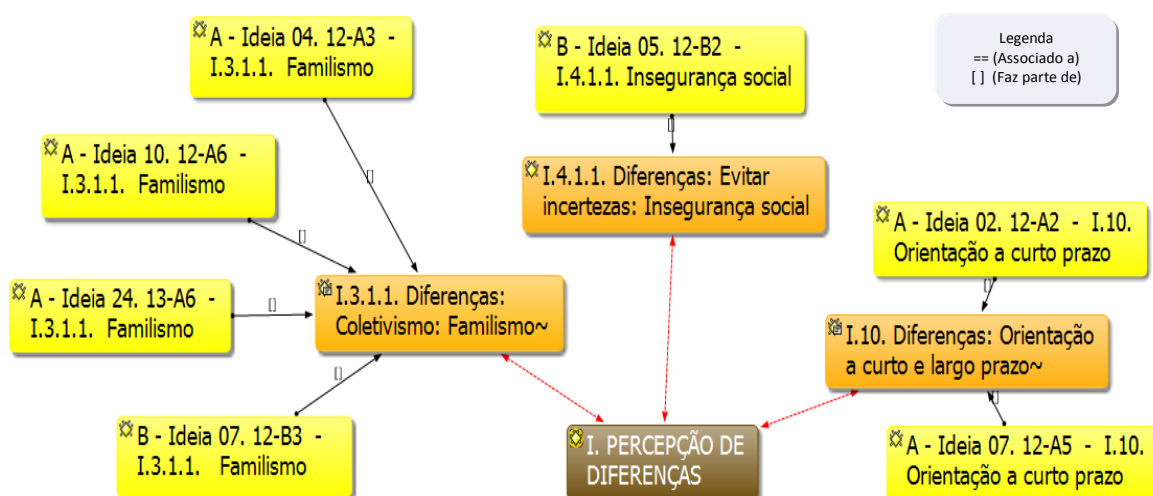 A - Ideia 04. 12-A3 -
I.3.1.1. Familismo
B - Ideia 05. 12-B2 -
I.4.1.1. Insegurança social
Legenda
== (Associado a)
[ ] (Faz parte de)
[]
[]
A - Ideia 10. 12-A6 -
I.3.1.1. Familismo
I.4.1.1. Diferenças: Evitar
incertezas: Insegurança social
A - Ideia 02. 12-A2 - I.10.
Orientação a curto prazo
[]
[]
A - Ideia 24. 13-A6 -
I.3.1.1. Familismo
[]
I.3.1.1. Diferenças:
Coletivismo: Familismo~
I.10. Diferenças: Orientação
a curto e largo prazo~
[]
[]
B - Ideia 07. 12-B3 -
I.3.1.1. Familismo
I. PERCEPÇÃO DE
DIFERENÇAS
A - Ideia 07. 12-A5 - I.10.
Orientação a curto prazo